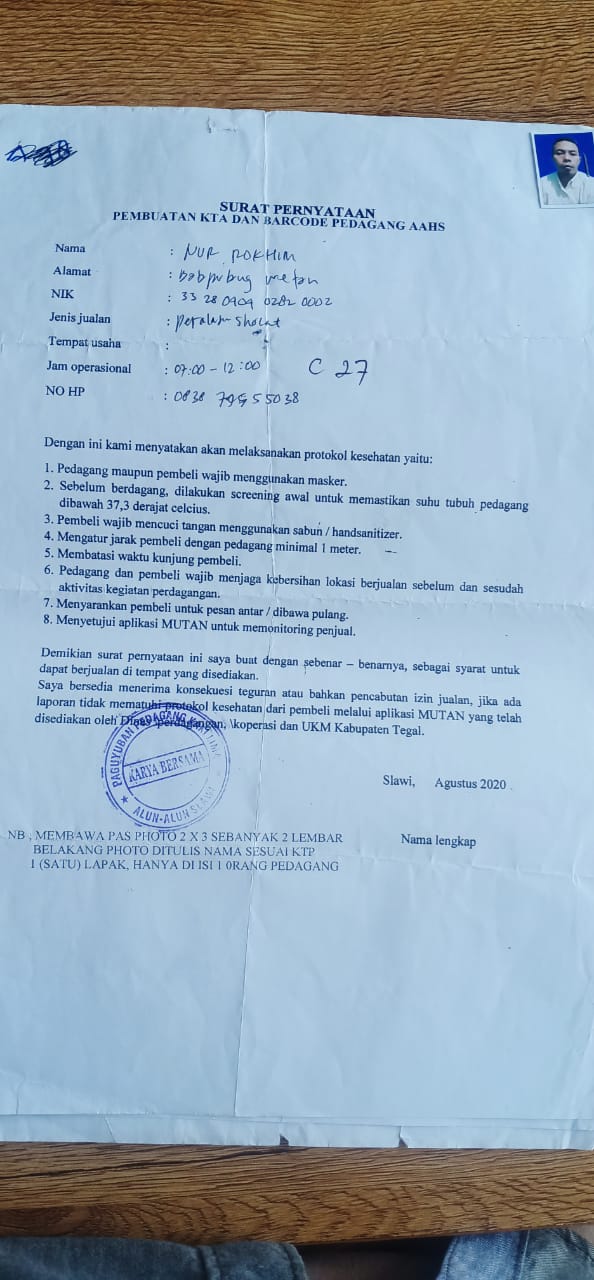 SURAT PERNYATAAN
PEMBUATAN KTA DAN BARCODE PEDAGANG AAHS
Nama : NUR ROKHIM
Alamat : Babpubug wetan
NIK : 33 28 0909 0282 0002
Jenis jualan : peralatn sholat
Tempat usaha :
Jam operasional : 07:00 - 12:00 C 27
NO HP : 0838
Dengan ini kami menyatakan akan melaksanakan protokol kesehatan yaitu:
1. Pedagang maupun pembeli wajib menggunakan masker.
2. Sebelum berdagang, dilakukan screening awal untuk memastikan suhu tubuh pedagang
dibawah 37,3 derajat celcius.
3. Pembeli wajib mencuci tangan menggunakan sabun / handsanitizer.
4. Mengatur jarak pembeli dengan pedagang minimal 1 meter.
5. Membatasi waktu kunjung pembeli.
6. Pedagang dan pembeli wajib menjaga kebersihan lokasi berjualan sebelum dan sesudah
aktivitas kegiatan perdagangan.
7. Menyarankan pembeli untuk pesan antar / dibawa pulang.
8. Menyetujui aplikasi MUTAN untuk memonitoring penjual.
Demikian surat pernyataan ini saya buat dengan sebenar – benarnya, sebagai syarat untuk
dapat berjualan di tempat yang disediakan.
Saya bersedia menerima konsekuesi teguran atau bahkan pencabutan izin jualan, jika ada
laporan tidak mematuhi protokol kesehatan dari pembeli melalui aplikasi MUTAN yang telah
disediakan oleh Dinas perdagangan, koperasi dan UKM Kabupaten Tegal.
PAGUYUBAN PEDAGANG KAKI LIMA
KARYA BERSAMA
ALUN-ALUN SLAWI
Slawi, Agustus 2020
Nama lengkap
NB , MEMBAWA PAS PHOTO 2 X 3 SEBANYAK 2 LEMBAR
BELAKANG PHOTO DITULIS NAMA SESUAI KTP
1 (SATU) LAPAK, HANYA DI ISI 1 0RANG PEDAGANG